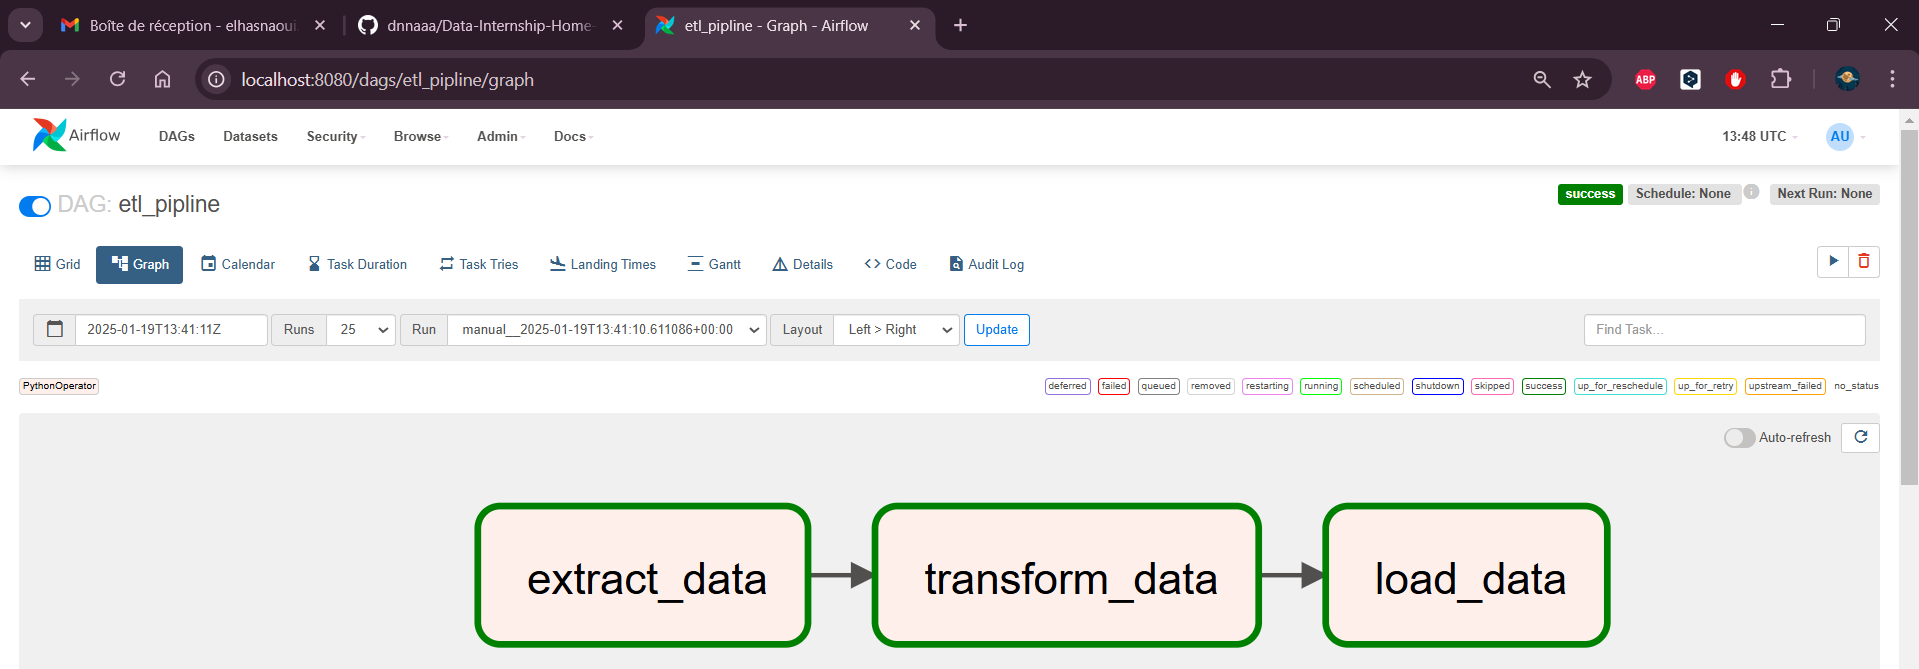 Boîte de réception - elhasnaoui.
dnnaaa/Data-Internship-Home-
etl_pipline - Graph - Airflow
localhost:8080/dags/etl_pipline/graph
ABP
Airflow DAGs Datasets Security Browse Admin Docs 13:48 UTC AU
DAG: etl_pipline
success Schedule: None Next Run: None
Grid Graph Calendar Task Duration Task Tries Landing Times Gantt Details <> Code Audit Log
2025-01-19T13:41:11Z Runs 25 Run manual__2025-01-19T13:41:10.611086+00:00 Layout Left > Right Update Find Task...
PythonOperator deferred failed queued removed restarting running scheduled shutdown skipped success up_for_reschedule up_for_retry upstream_failed no_status
Auto-refresh
extract_data transform_data load_data